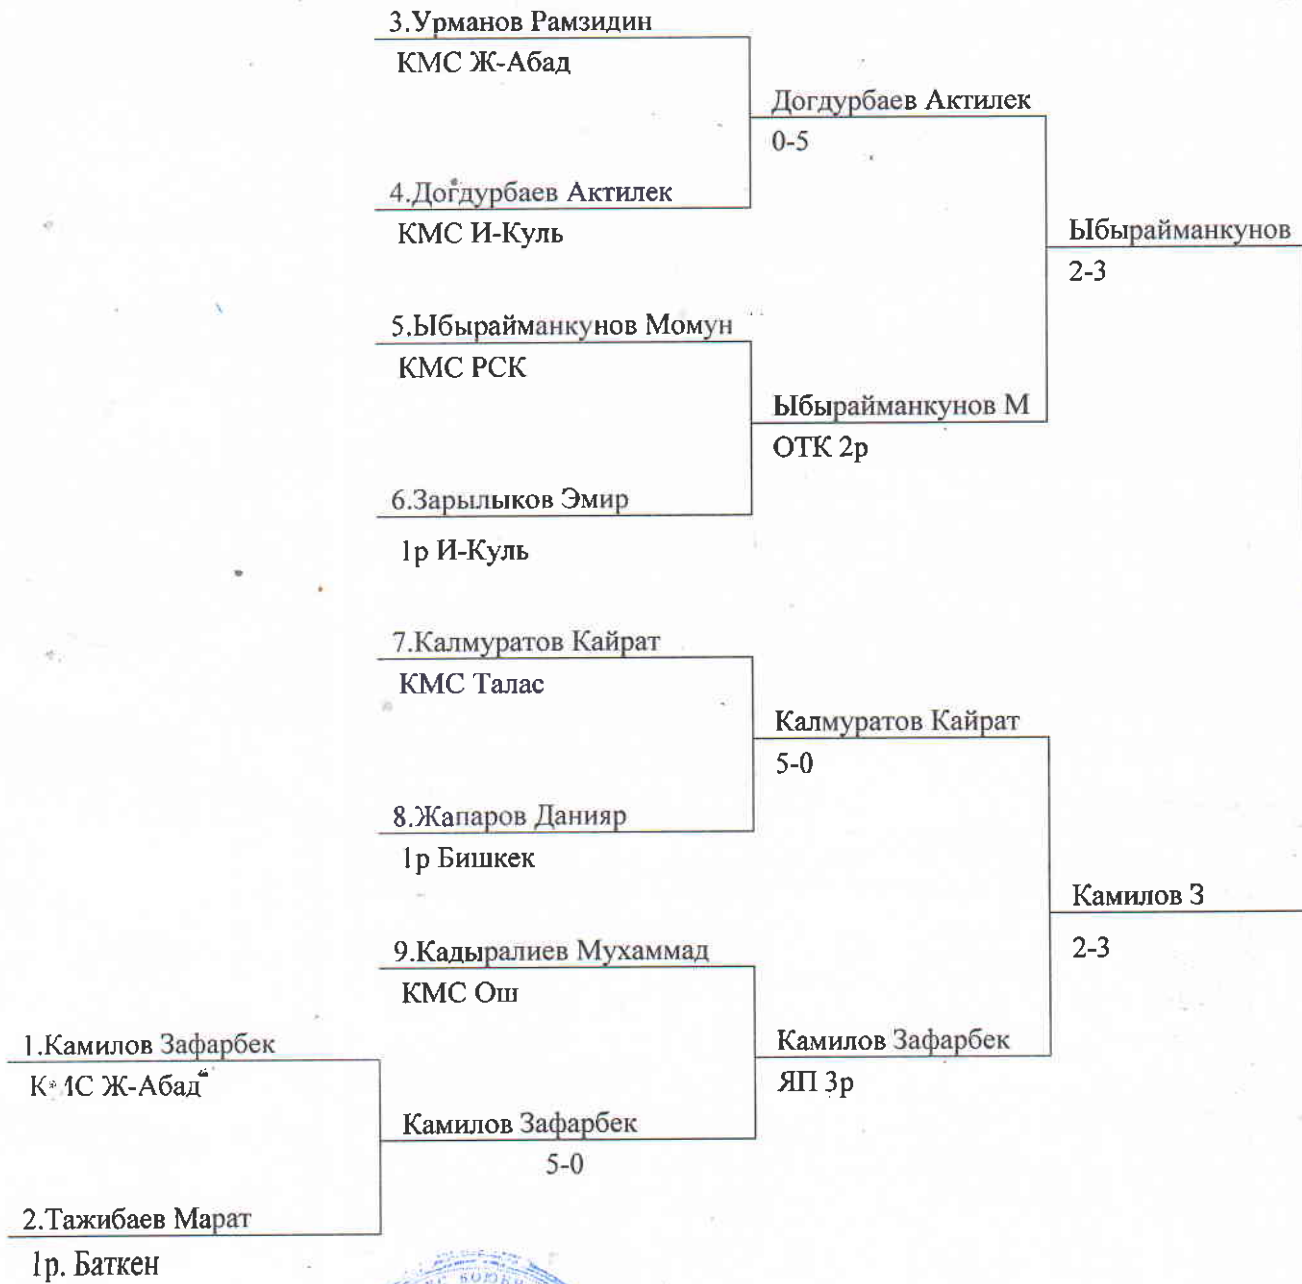 3.Урманов Рамзидин
КМС Ж-Абад
Догдурбаев Актилек
0-5
4.Догдурбаев Актилек
КМС И-Куль
Ыбырайманкунов
2-3
5.Ыбырайманкунов Момун
КМС РСК
Ыбырайманкунов М
ОТК 2р
6.Зарылыков Эмир
1р И-Куль
7.Калмуратов Кайрат
КМС Талас
Калмуратов Кайрат
5-0
8.Жапаров Данияр
1р Бишкек
Камилов З
2-3
9.Кадыралиев Мухаммад
КМС Ош
1.Камилов Зафарбек
Ж-Абад
Камилов Зафарбек
ЯП 3р
Камилов Зафарбек
5-0
2.Тажибаев Марат
1р. Баткен